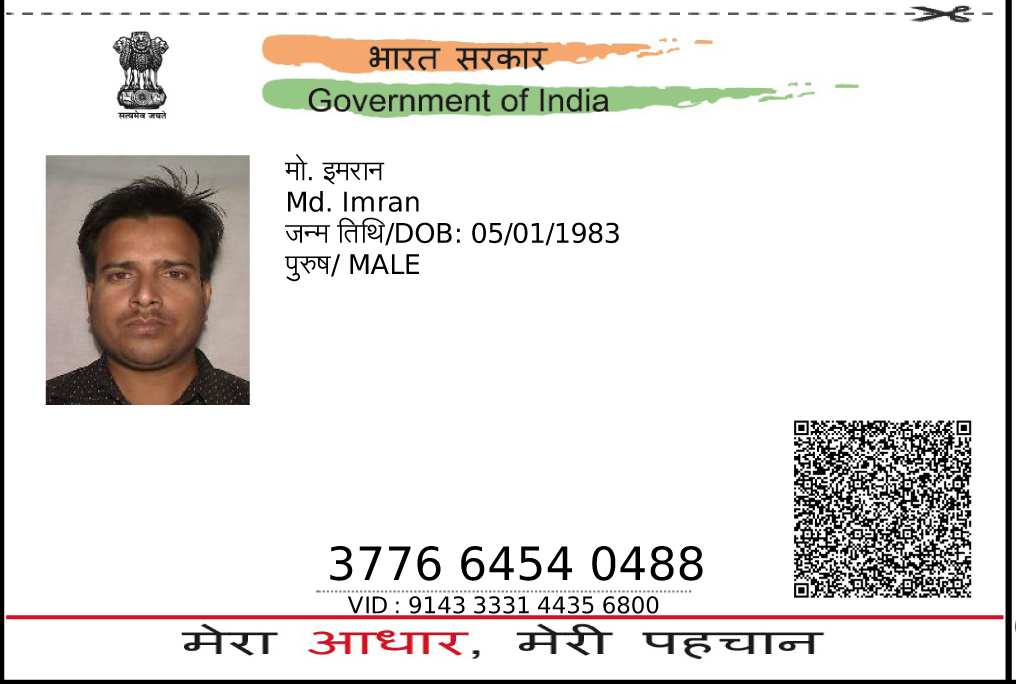 भारत सरकार
Government of India
सत्यमेव जयते
मो. इमरान
Md. Imran
जन्म तिथि/DOB: 05/01/1983
पुरुष/ MALE
3776 6454 0488
VID : 9143 3331 4435 6800
मेरा आधार, मेरी पहचान